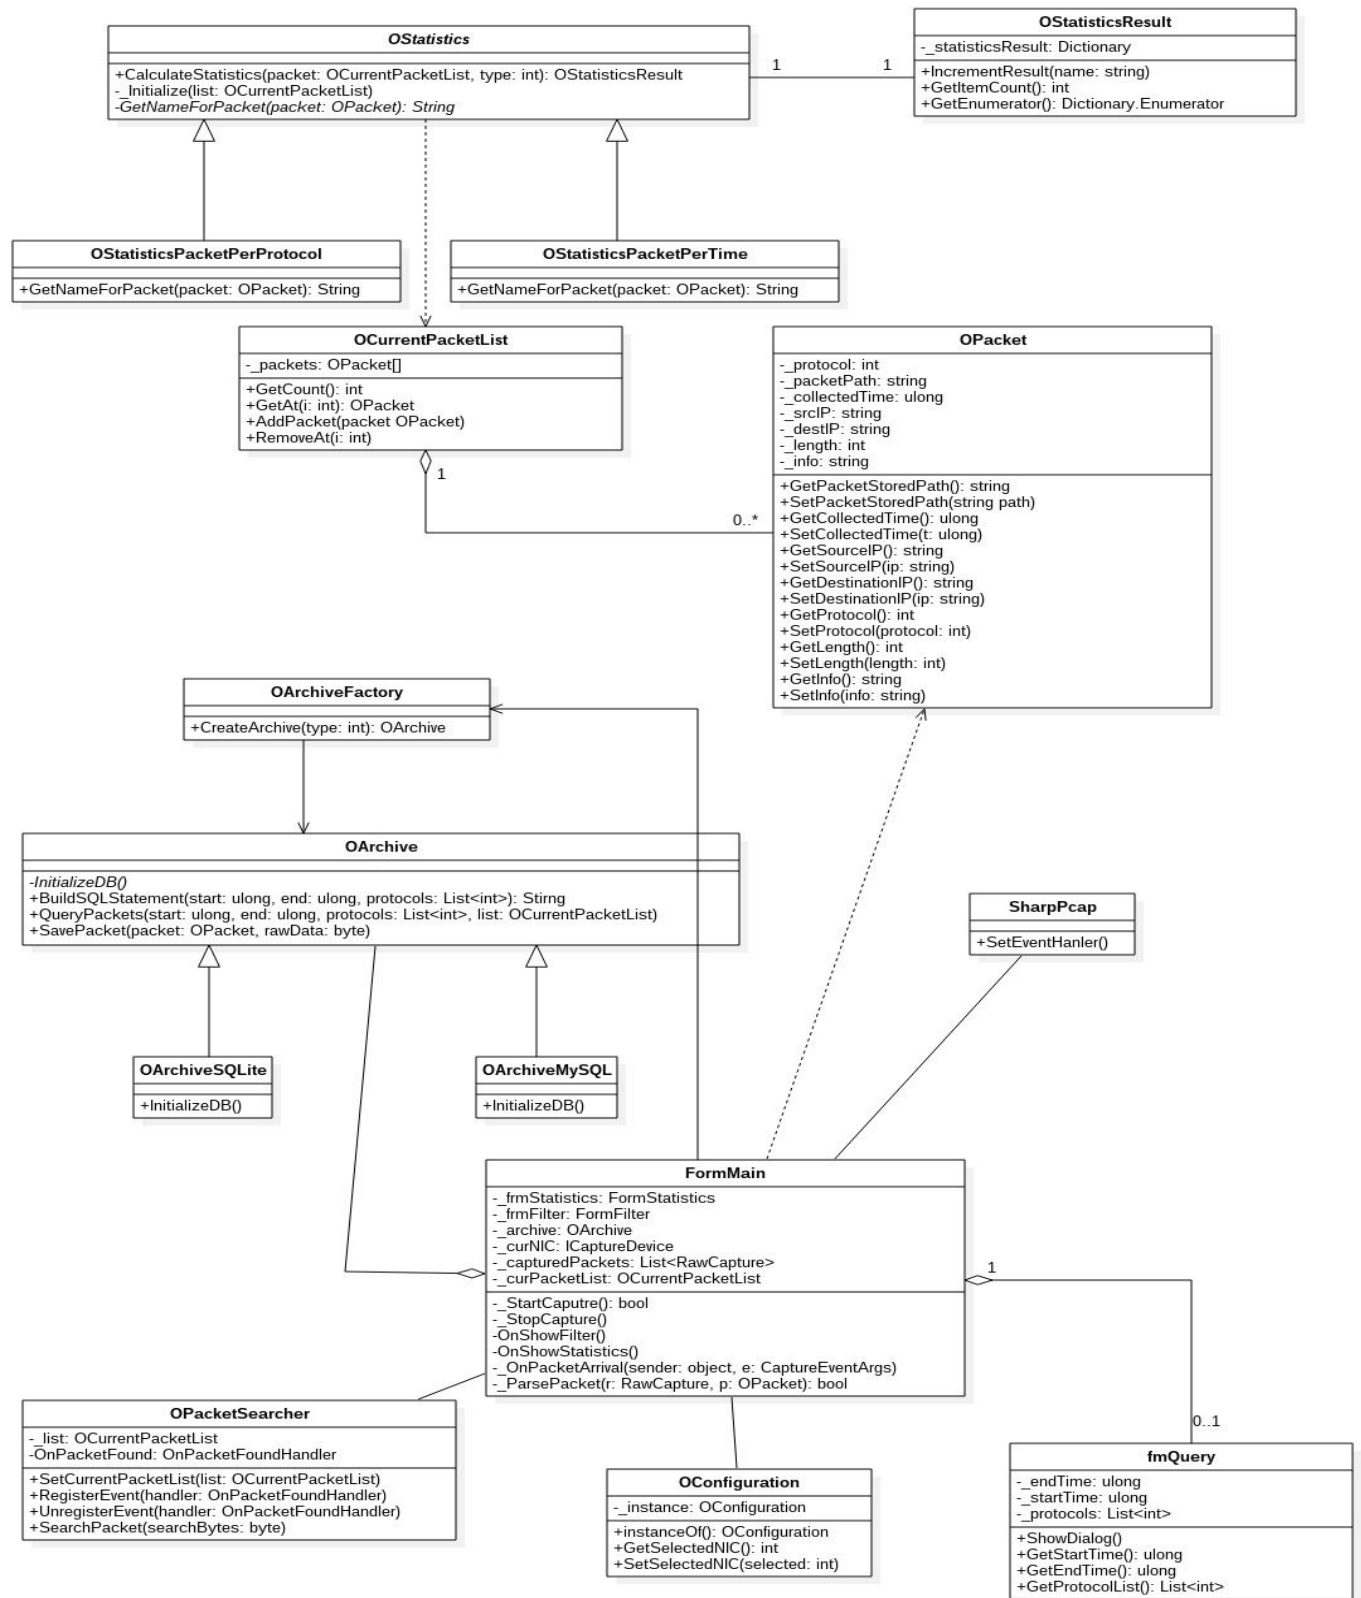 OStatistics
+CalculateStatistics(packet: OCurrentPacketList, type: int): OStatisticsResult
-_Initialize(list: OCurrentPacketList)
-GetNameForPacket(packet: OPacket): String
1
1
OStatisticsResult
-_statisticsResult: Dictionary
+IncrementResult(name: string)
+GetItemCount(): int
+GetEnumerator(): Dictionary.Enumerator
OStatisticsPacketPerProtocol
+GetNameForPacket(packet: OPacket): String
OStatisticsPacketPerTime
+GetNameForPacket(packet: OPacket): String
OCurrentPacketList
-_packets: OPacket[]
+GetCount(): int
+GetAt(i: int): OPacket
+AddPacket(packet OPacket)
+RemoveAt(i: int)
1
0..*
OPacket
-_protocol: int
-_packetPath: string
-_collectedTime: ulong
-_srcIP: string
-_destIP: string
-_length: int
-_info: string
+GetPacketStoredPath(): string
+SetPacketStoredPath(string path)
+GetCollectedTime(): ulong
+SetCollectedTime(t: ulong)
+GetSourceIP(): string
+SetSourceIP(ip: string)
+GetDestinationIP(): string
+SetDestinationIP(ip: string)
+GetProtocol(): int
+SetProtocol(protocol: int)
+GetLength(): int
+SetLength(length: int)
+GetInfo(): string
+SetInfo(info: string)
OArchiveFactory
+CreateArchive(type: int): OArchive
OArchive
-InitializeDB()
+BuildSQLStatement(start: ulong, end: ulong, protocols: List<int>): Stirng
+QueryPackets(start: ulong, end: ulong, protocols: List<int>, list: OCurrentPacketList)
+SavePacket(packet: OPacket, rawData: byte)
SharpPcap
+SetEventHanler()
OArchiveSQLite
+InitializeDB()
OArchiveMySQL
+InitializeDB()
FormMain
-_frmStatistics: FormStatistics
-_frmFilter: FormFilter
-_archive: OArchive
-_curNIC: ICaptureDevice
-_capturedPackets: List<RawCapture>
-_curPacketList: OCurrentPacketList
-_StartCaputre(): bool
-_StopCapture()
-OnShowFilter()
-OnShowStatistics()
-_OnPacketArrival(sender: object, e: CaptureEventArgs)
-_ParsePacket(r: RawCapture, p: OPacket): bool
1
0..1
OPacketSearcher
-_list: OCurrentPacketList
-OnPacketFound: OnPacketFoundHandler
+SetCurrentPacketList(list: OCurrentPacketList)
+RegisterEvent(handler: OnPacketFoundHandler)
+UnregisterEvent(handler: OnPacketFoundHandler)
+SearchPacket(searchBytes: byte)
OConfiguration
-_instance: OConfiguration
+instanceOf(): OConfiguration
+GetSelectedNIC(): int
+SetSelectedNIC(selected: int)
fmQuery
-_endTime: ulong
-_startTime: ulong
-_protocols: List<int>
+ShowDialog()
+GetStartTime(): ulong
+GetEndTime(): ulong
+GetProtocolList(): List<int>